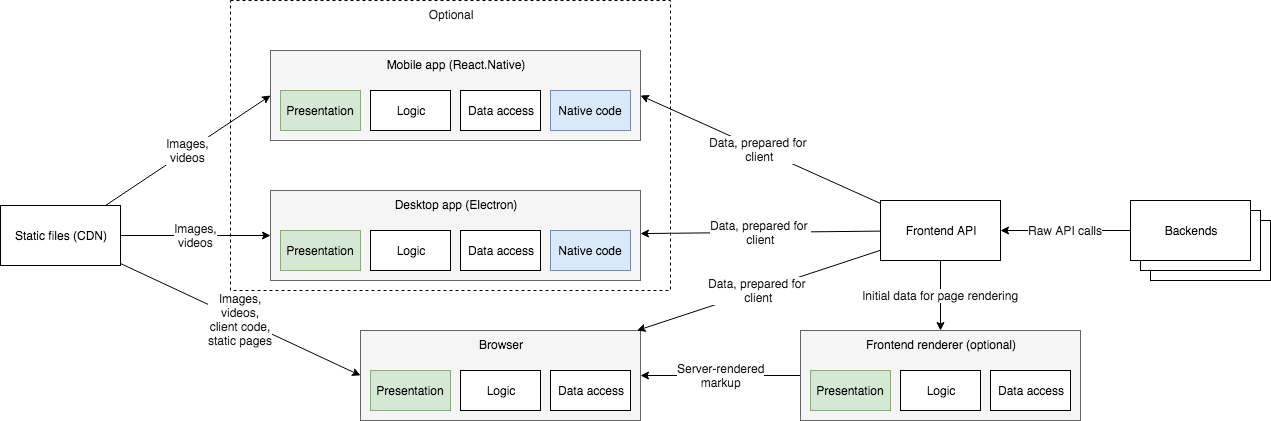 Optional
Mobile app (React.Native)
Presentation
Logic
Data access
Native code
Images,
videos
Data, prepared for
client
Desktop app (Electron)
Presentation
Logic
Data access
Native code
Static files (CDN)
Images,
videos
Data, prepared for
client
Frontend API
Raw API calls
Backends
Images,
videos,
client code,
static pages
Data, prepared for
client
Initial data for page rendering
Browser
Presentation
Logic
Data access
Server-rendered
markup
Frontend renderer (optional)
Presentation
Logic
Data access